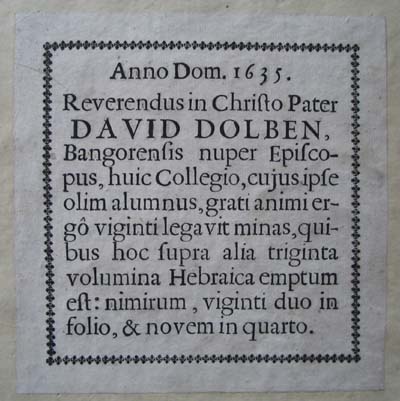 Anno Dom. 1635.
Reverendus in Chriſto Pater
DAVID DOLBEN,
Bangorenſis nuper Epiſco-
pus, huic Collegio, cujus ipſe
olim alumnus, grati animi er-
gô viginti legavit minas, qui-
bus hoc ſupra alia triginta
volumina Hebraica emptum
eſt: nimirum, viginti duo in
folio, & novem in quarto.